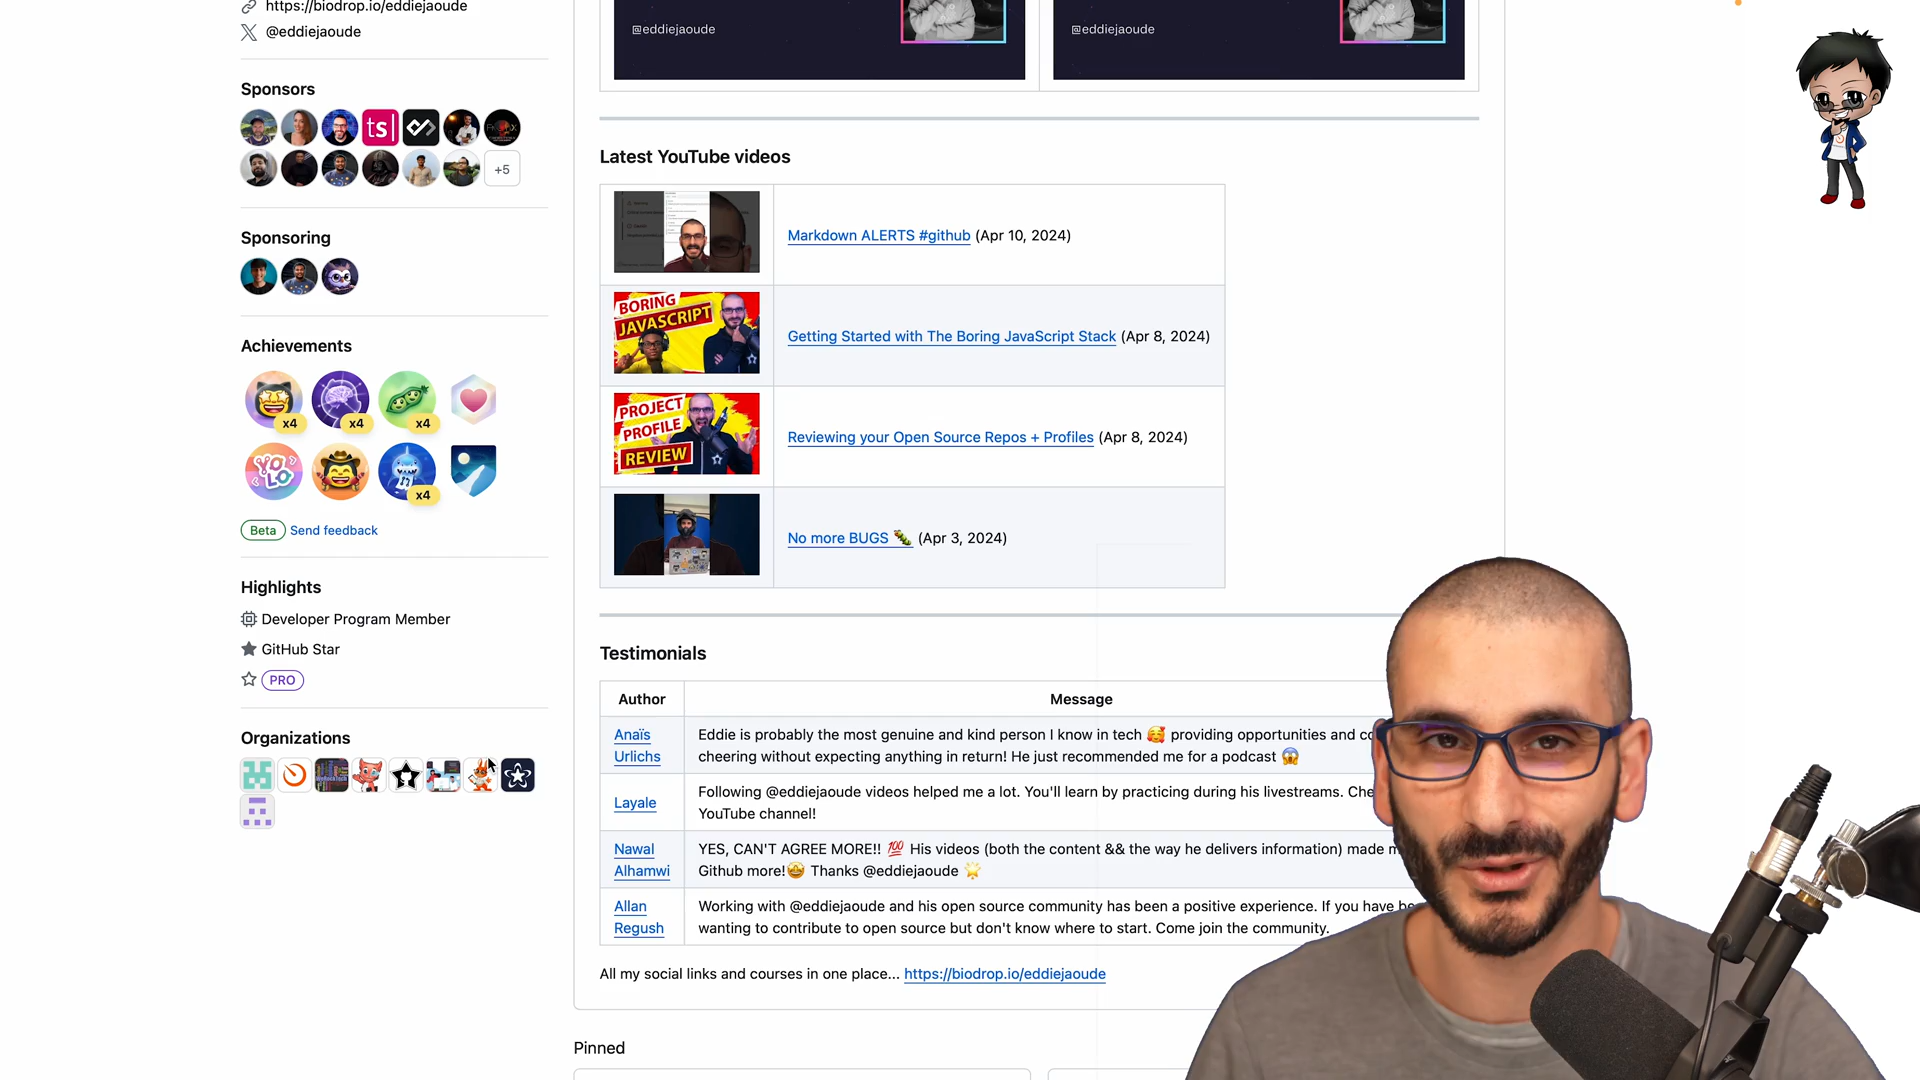 https://biodrop.io/eddiejaoude
@eddiejaoude
Sponsors
ts|
+5
Sponsoring
Achievements
x4
x4
x4
YOLO
x4
Beta
Send feedback
Highlights
Developer Program Member
GitHub Star
PRO
Organizations
@eddiejaoude
@eddiejaoude
Latest YouTube videos
Markdown ALERTS #github (Apr 10, 2024)
BORING
JAVASCRIPT
Getting Started with The Boring JavaScript Stack (Apr 8, 2024)
PROJECT
PROFILE
REVIEW
Reviewing your Open Source Repos + Profiles (Apr 8, 2024)
No more BUGS 🐛 (Apr 3, 2024)
Testimonials
Author
Message
Anaïs
Urlichs
Eddie is probably the most genuine and kind person I know in tech 🥰 providing opportunities and
cheering without expecting anything in return! He just recommended me for a podcast 😱
Layale
Following @eddiejaoude videos helped me a lot. You'll learn by practicing during his livestreams.
YouTube channel!
Nawal
Alhamwi
YES, CAN'T AGREE MORE!! 💯 His videos (both the content && the way he delivers information) made
Github more!🤩 Thanks @eddiejaoude 🌟
Allan
Regush
Working with @eddiejaoude and his open source community has been a positive experience. If you have
wanting to contribute to open source but don't know where to start. Come join the community.
All my social links and courses in one place... https://biodrop.io/eddiejaoude
Pinned